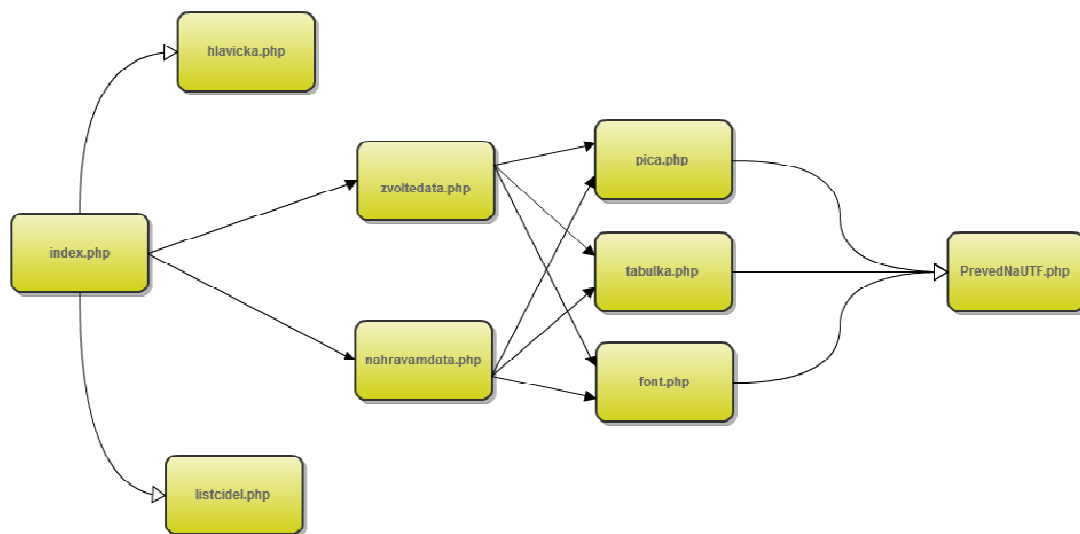 hlavicka.php
zvoltedata.php
pica.php
index.php
tabulka.php
PrevedNaUTF.php
nahravamdata.php
font.php
listcidel.php